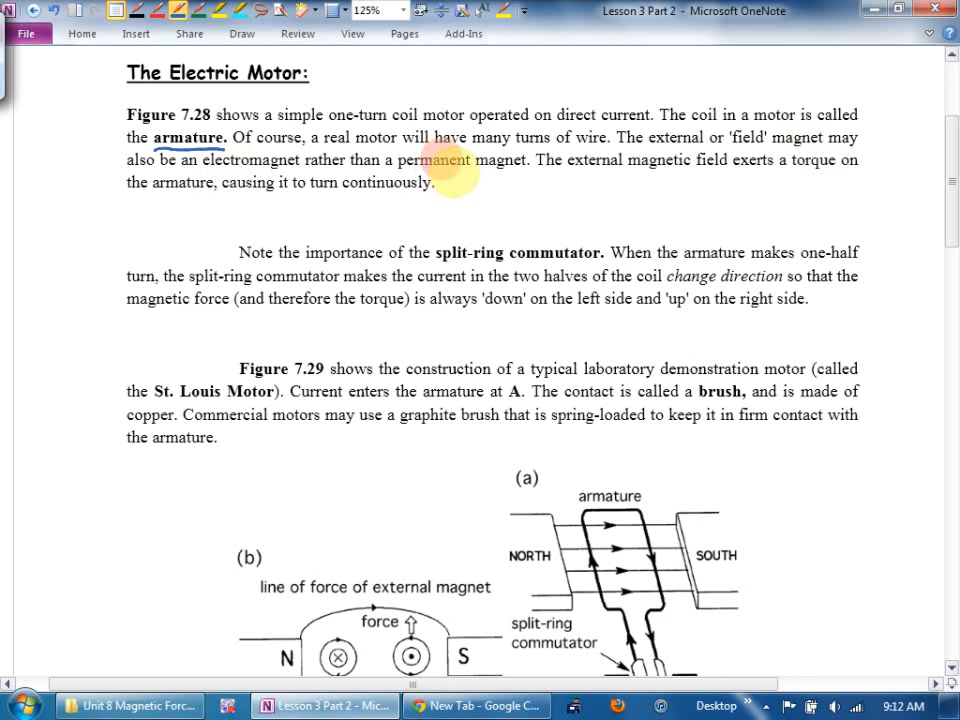 125%
Lesson 3 Part 2 - Microsoft OneNote
File Home Insert Share Draw Review View Pages Add-Ins
The Electric Motor:
Figure 7.28 shows a simple one-turn coil motor operated on direct current. The coil in a motor is called
the armature. Of course, a real motor will have many turns of wire. The external or 'field' magnet may
also be an electromagnet rather than a permanent magnet. The external magnetic field exerts a torque on
the armature, causing it to turn continuously.
Note the importance of the split-ring commutator. When the armature makes one-half
turn, the split-ring commutator makes the current in the two halves of the coil change direction so that the
magnetic force (and therefore the torque) is always 'down' on the left side and 'up' on the right side.
Figure 7.29 shows the construction of a typical laboratory demonstration motor (called
the St. Louis Motor). Current enters the armature at A. The contact is called a brush, and is made of
copper. Commercial motors may use a graphite brush that is spring-loaded to keep it in firm contact with
the armature.
(a)
armature
NORTH
SOUTH
(b)
line of force of external magnet
force
split-ring
commutator
N
S
Unit 8 Magnetic Forc...
Lesson 3 Part 2 - Mic...
New Tab - Google C...
Desktop
9:12 AM